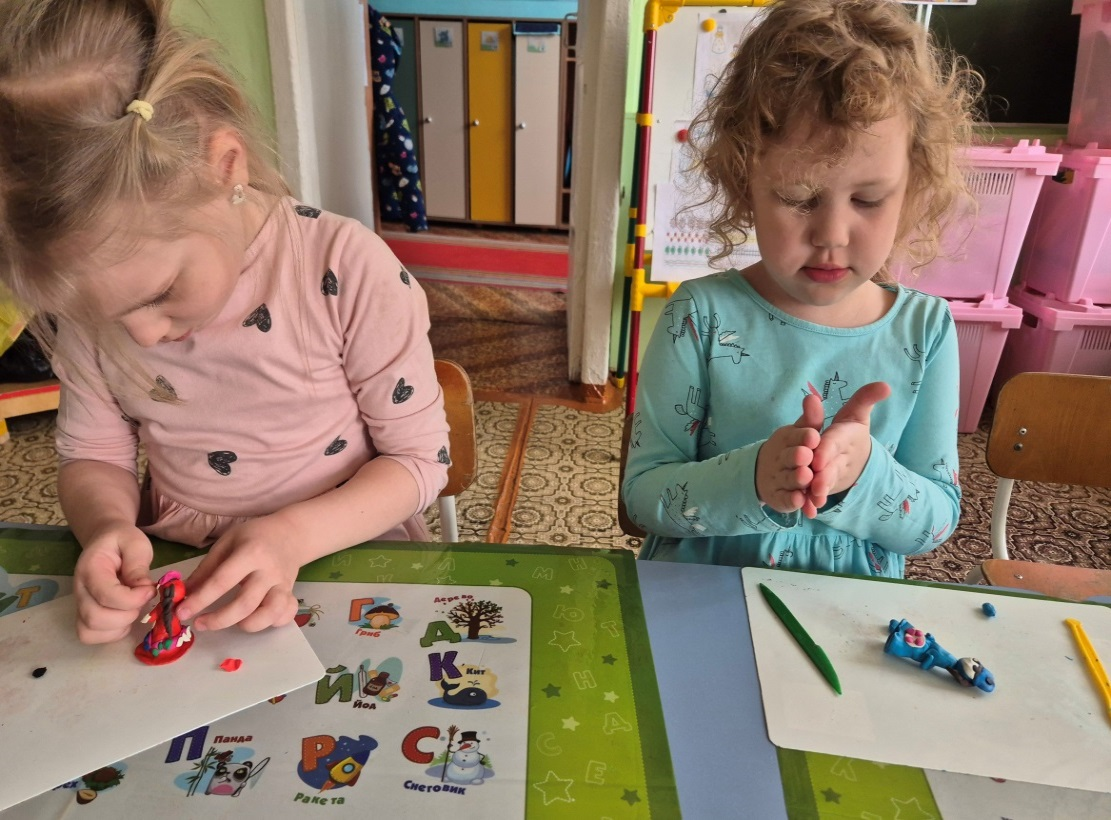 Г
Гриб
Дерево
Д
Й
Йод
К
Кит
П
Панда
Р
Ракета
С
Снеговик